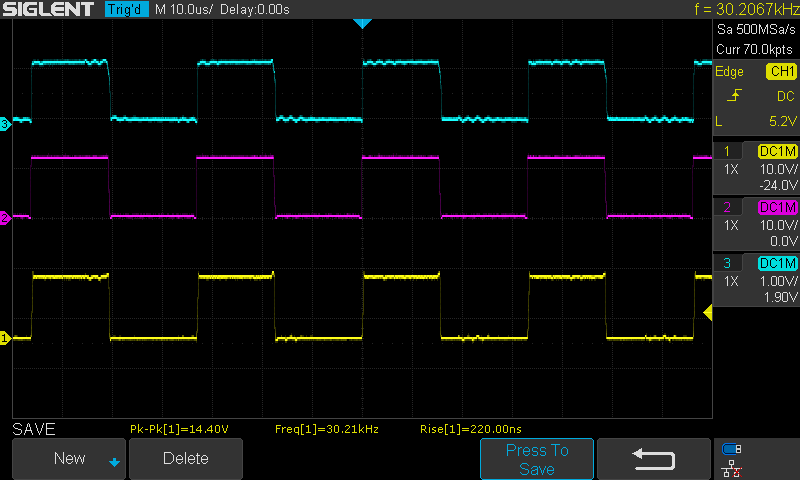 SIGLENT Trig'd M 10.0us/ Delay:0.00s f = 30.2067kHz
Sa 500MSa/s
Curr 70.0kpts
Edge CH1
DC
L 5.2V
1 DC1M
1X 10.0V/
-24.0V
2 DC1M
1X 10.0V/
0.0V
3 DC1M
1X 1.00V/
1.90V
3
2
1
SAVE Pk-Pk[1]=14.40V Freq[1]=30.21kHz Rise[1]=220.00ns
New Delete Press To
Save